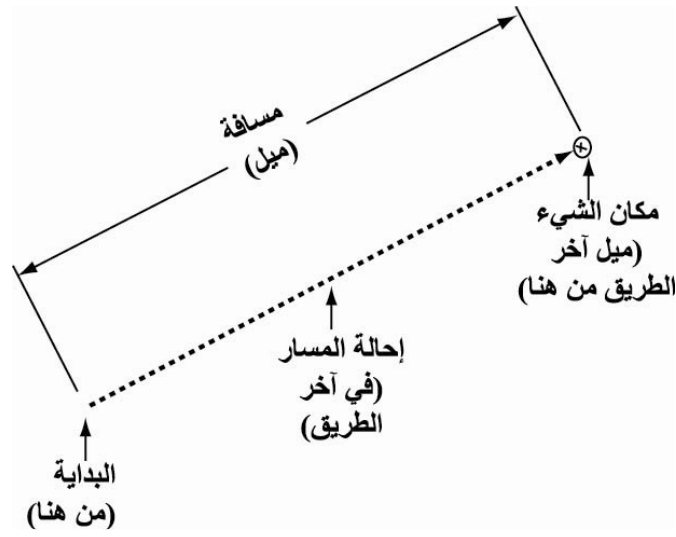 مسافة
(ميل)
مكان الشيء
(ميل آخر
الطريق من هنا)
إحالة المسار
(في آخر
الطريق)
البداية
(من هنا)